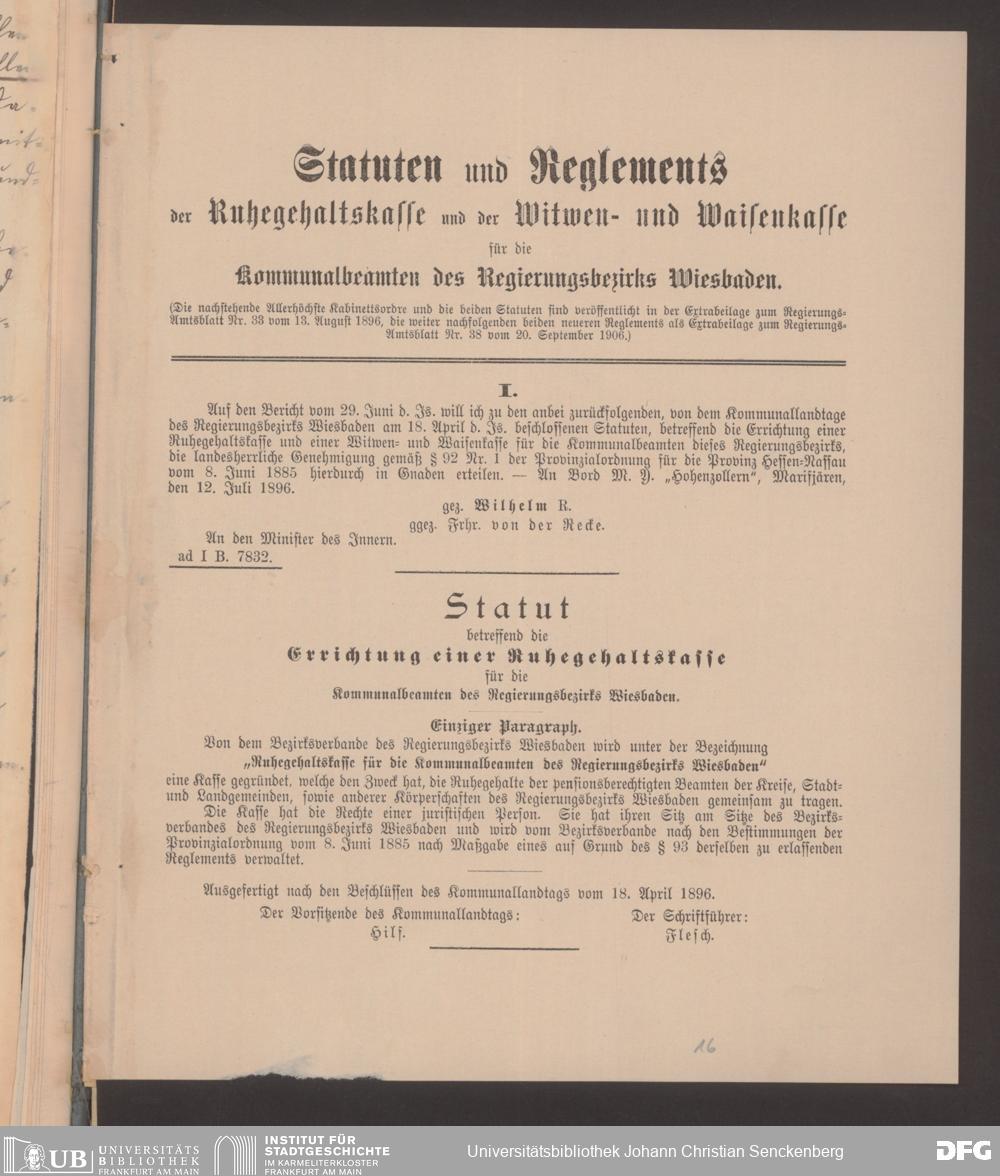 Statuten und Reglements
der Ruhegehaltskasse und der Witwen- und Waisenkasse
für die
Kommunalbeamten des Regierungsbezirks Wiesbaden.
(Die nachstehende Allerhöchste Kabinettsordre und die beiden Statuten sind veröffentlicht in der Extrabeilage zum Regierungs-
Amtsblatt Nr. 33 vom 13. August 1896, die weiter nachfolgenden beiden neueren Reglements als Extrabeilage zum Regierungs-
Amtsblatt Nr. 38 vom 20. September 1906.)
I.
Auf den Bericht vom 29. Juni d. Js. will ich zu den anbei zurückfolgenden, von dem Kommunallandtage
des Regierungsbezirks Wiesbaden am 18. April d. Js. beschlossenen Statuten, betreffend die Errichtung einer
Ruhegehaltskasse und einer Witwen- und Waisenkasse für die Kommunalbeamten dieses Regierungsbezirks,
die landesherrliche Genehmigung gemäß § 92 Nr. 1 der Provinzialordnung für die Provinz Hessen-Nassau
vom 8. Juni 1885 hierdurch in Gnaden erteilen. — An Bord M. Y. „Hohenzollern“, Marifjären,
den 12. Juli 1896.
gez. Wilhelm R.
ggez. Frhr. von der Recke.
An den Minister des Innern.
ad I B. 7832.
Statut
betreffend die
Errichtung einer Ruhegehaltskasse
für die
Kommunalbeamten des Regierungsbezirks Wiesbaden.
Einziger Paragraph.
Von dem Bezirksverbande des Regierungsbezirks Wiesbaden wird unter der Bezeichnung
„Ruhegehaltskasse für die Kommunalbeamten des Regierungsbezirks Wiesbaden“
eine Kasse gegründet, welche den Zweck hat, die Ruhegehalte der pensionsberechtigten Beamten der Kreise, Stadt-
und Landgemeinden, sowie anderer Körperschaften des Regierungsbezirks Wiesbaden gemeinsam zu tragen.
Die Kasse hat die Rechte einer juristischen Person. Sie hat ihren Sitz am Sitze des Bezirks-
verbandes des Regierungsbezirks Wiesbaden und wird vom Bezirksverbande nach den Bestimmungen der
Provinzialordnung vom 8. Juni 1885 nach Maßgabe eines auf Grund des § 93 derselben zu erlassenden
Reglements verwaltet.
Ausgefertigt nach den Beschlüssen des Kommunallandtags vom 18. April 1896.
Der Vorsitzende des Kommunallandtags: Der Schriftführer:
Hilf. Flesch.
16
UB UNIVERSITÄTS
BIBLIOTHEK
FRANKFURT AM MAIN
INSTITUT FÜR
STADTGESCHICHTE
IM KARMELITERKLOSTER
FRANKFURT AM MAIN
Universitätsbibliothek Johann Christian Senckenberg
DFG